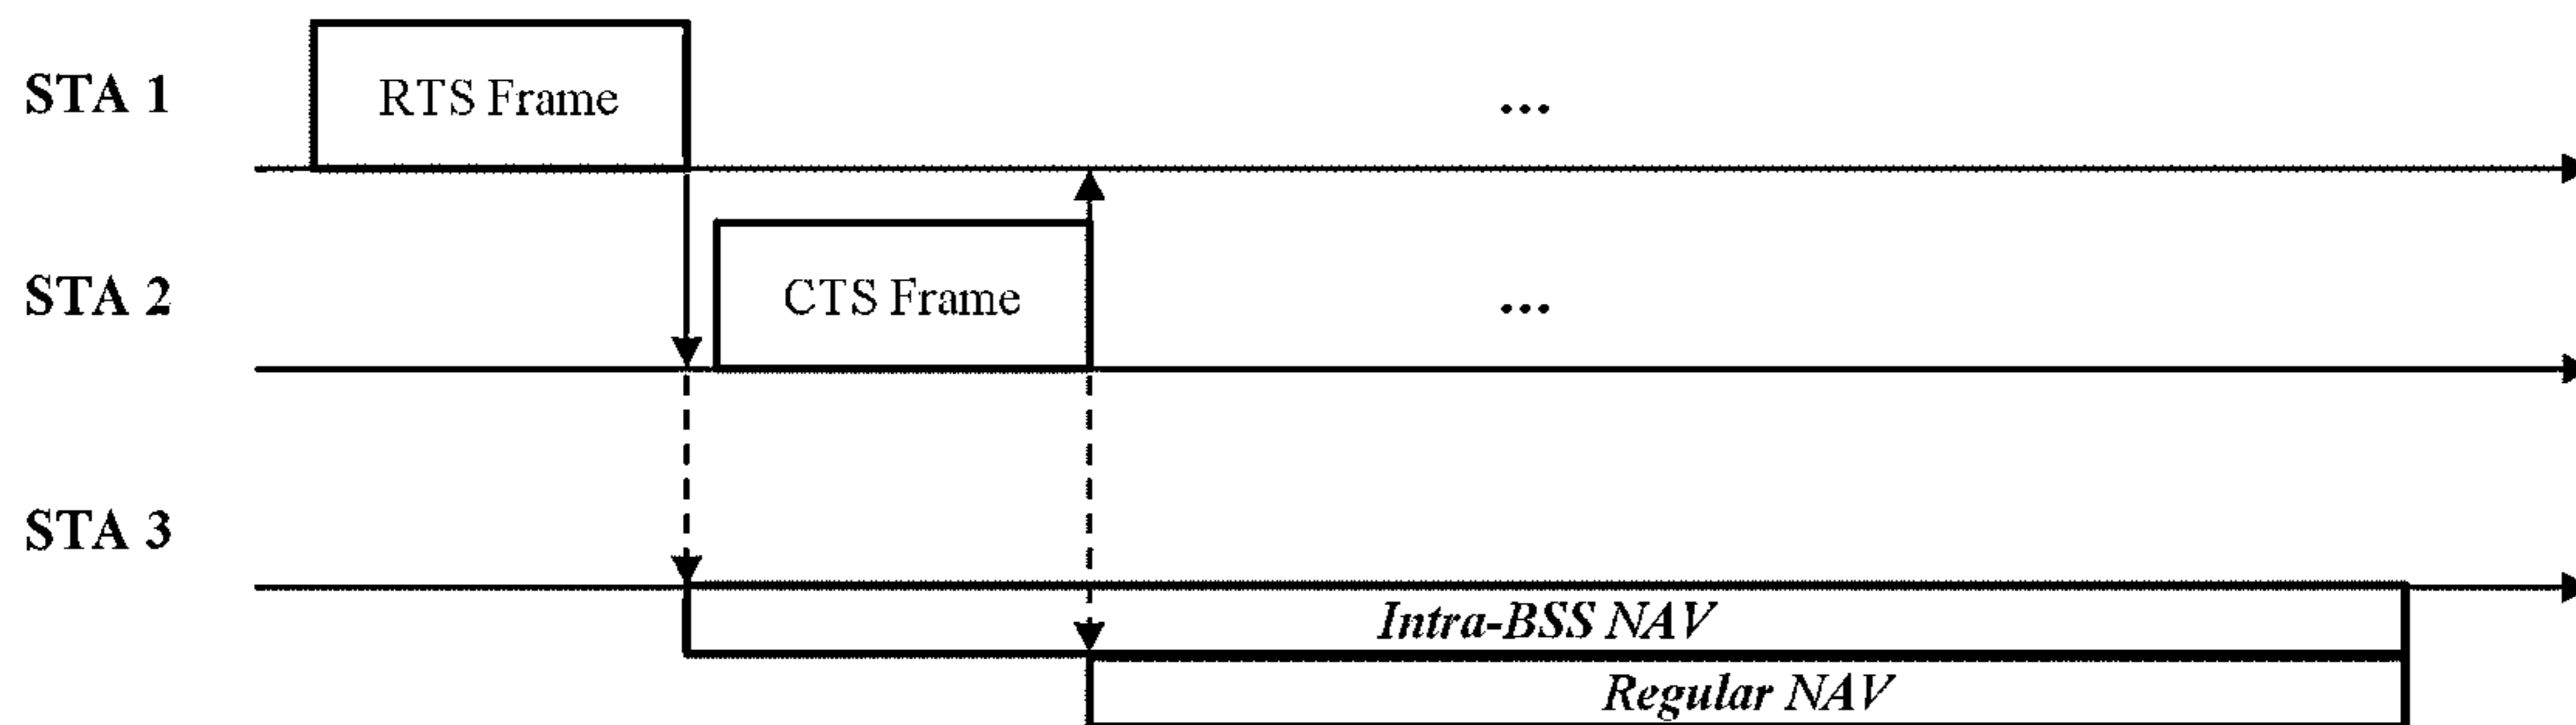 STA 1
RTS Frame
...
STA 2
CTS Frame
...
STA 3
Intra-BSS NAV
Regular NAV